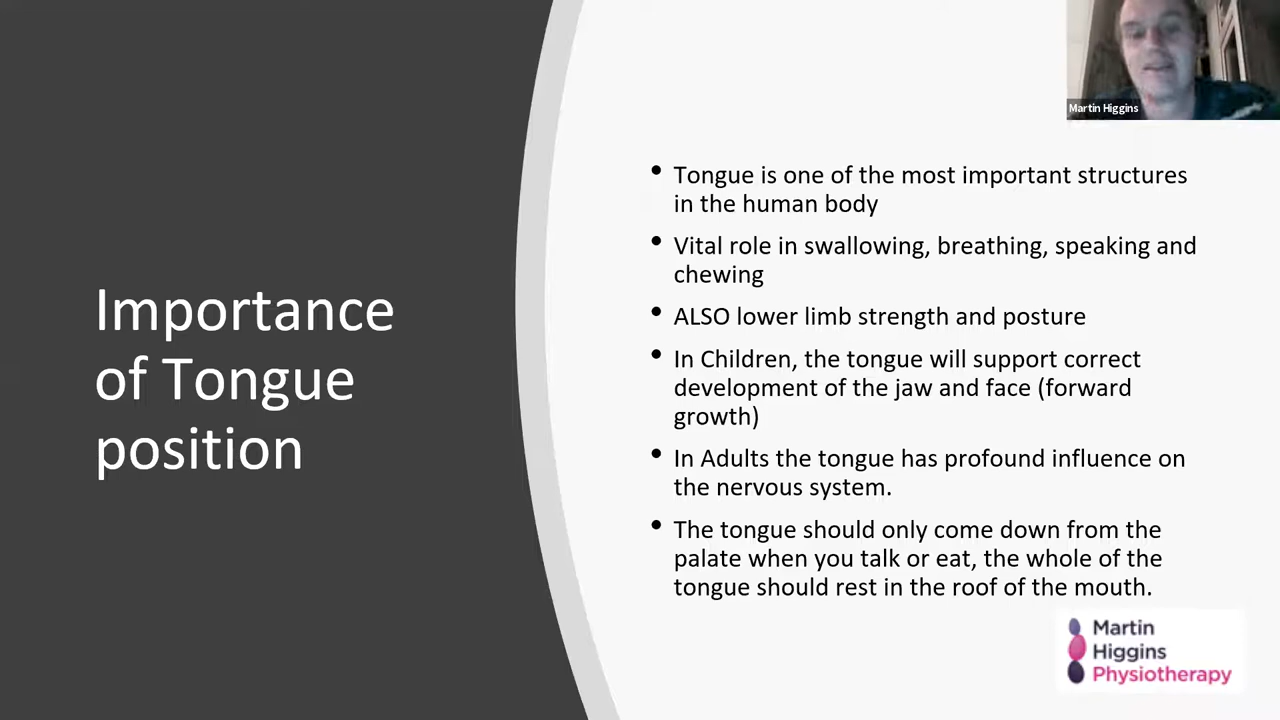 Martin Higgins
Importance
of Tongue
position
• Tongue is one of the most important structures
in the human body
• Vital role in swallowing, breathing, speaking and
chewing
• ALSO lower limb strength and posture
• In Children, the tongue will support correct
development of the jaw and face (forward
growth)
• In Adults the tongue has profound influence on
the nervous system.
• The tongue should only come down from the
palate when you talk or eat, the whole of the
tongue should rest in the roof of the mouth.
Martin
Higgins
Physiotherapy